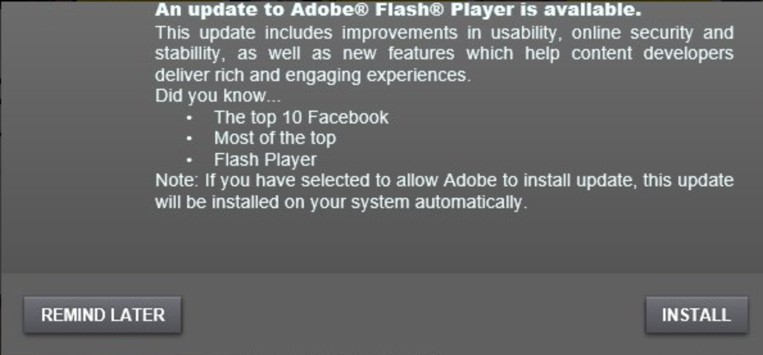 An update to Adobe® Flash® Player is available.
This update includes improvements in usability, online security and
stabillity, as well as new features which help content developers
deliver rich and engaging experiences.
Did you know...
• The top 10 Facebook
• Most of the top
• Flash Player
Note: If you have selected to allow Adobe to install update, this update
will be installed on your system automatically.
REMIND LATER
INSTALL